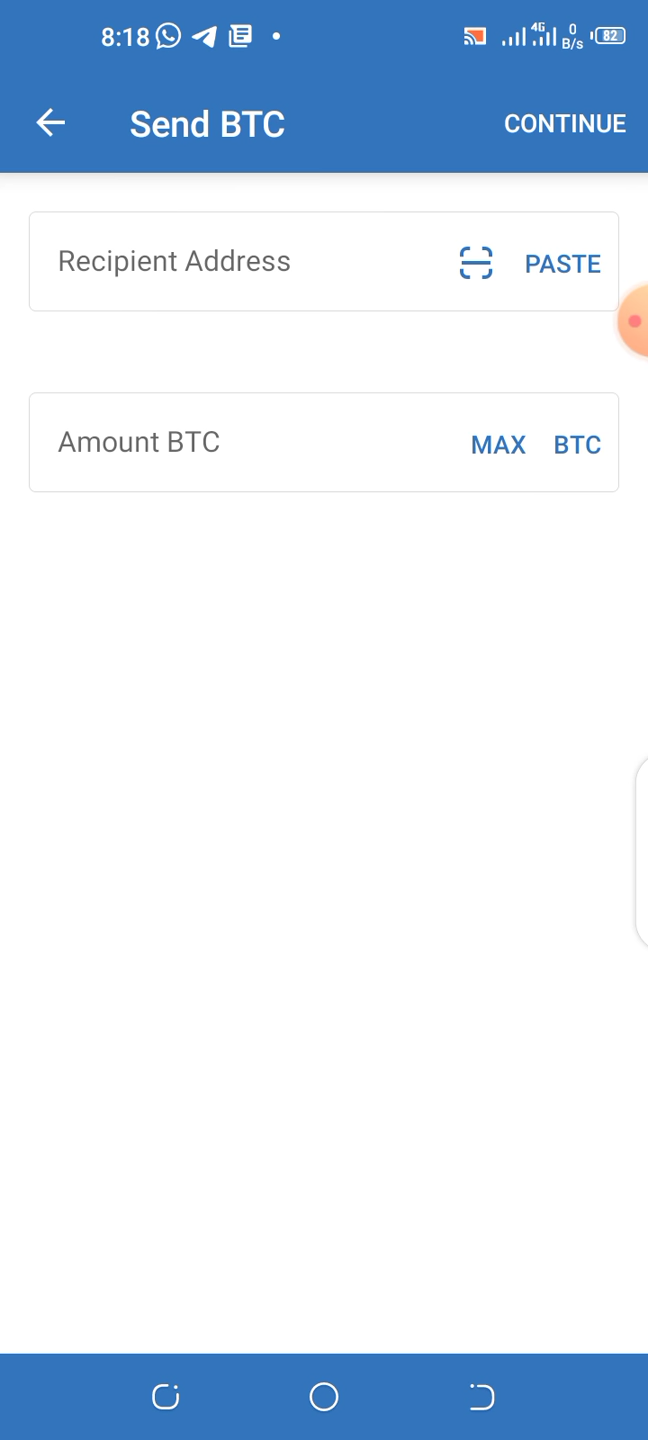 8:18 4G 0 B/s 82
Send BTC CONTINUE
Recipient Address PASTE
Amount BTC MAX BTC